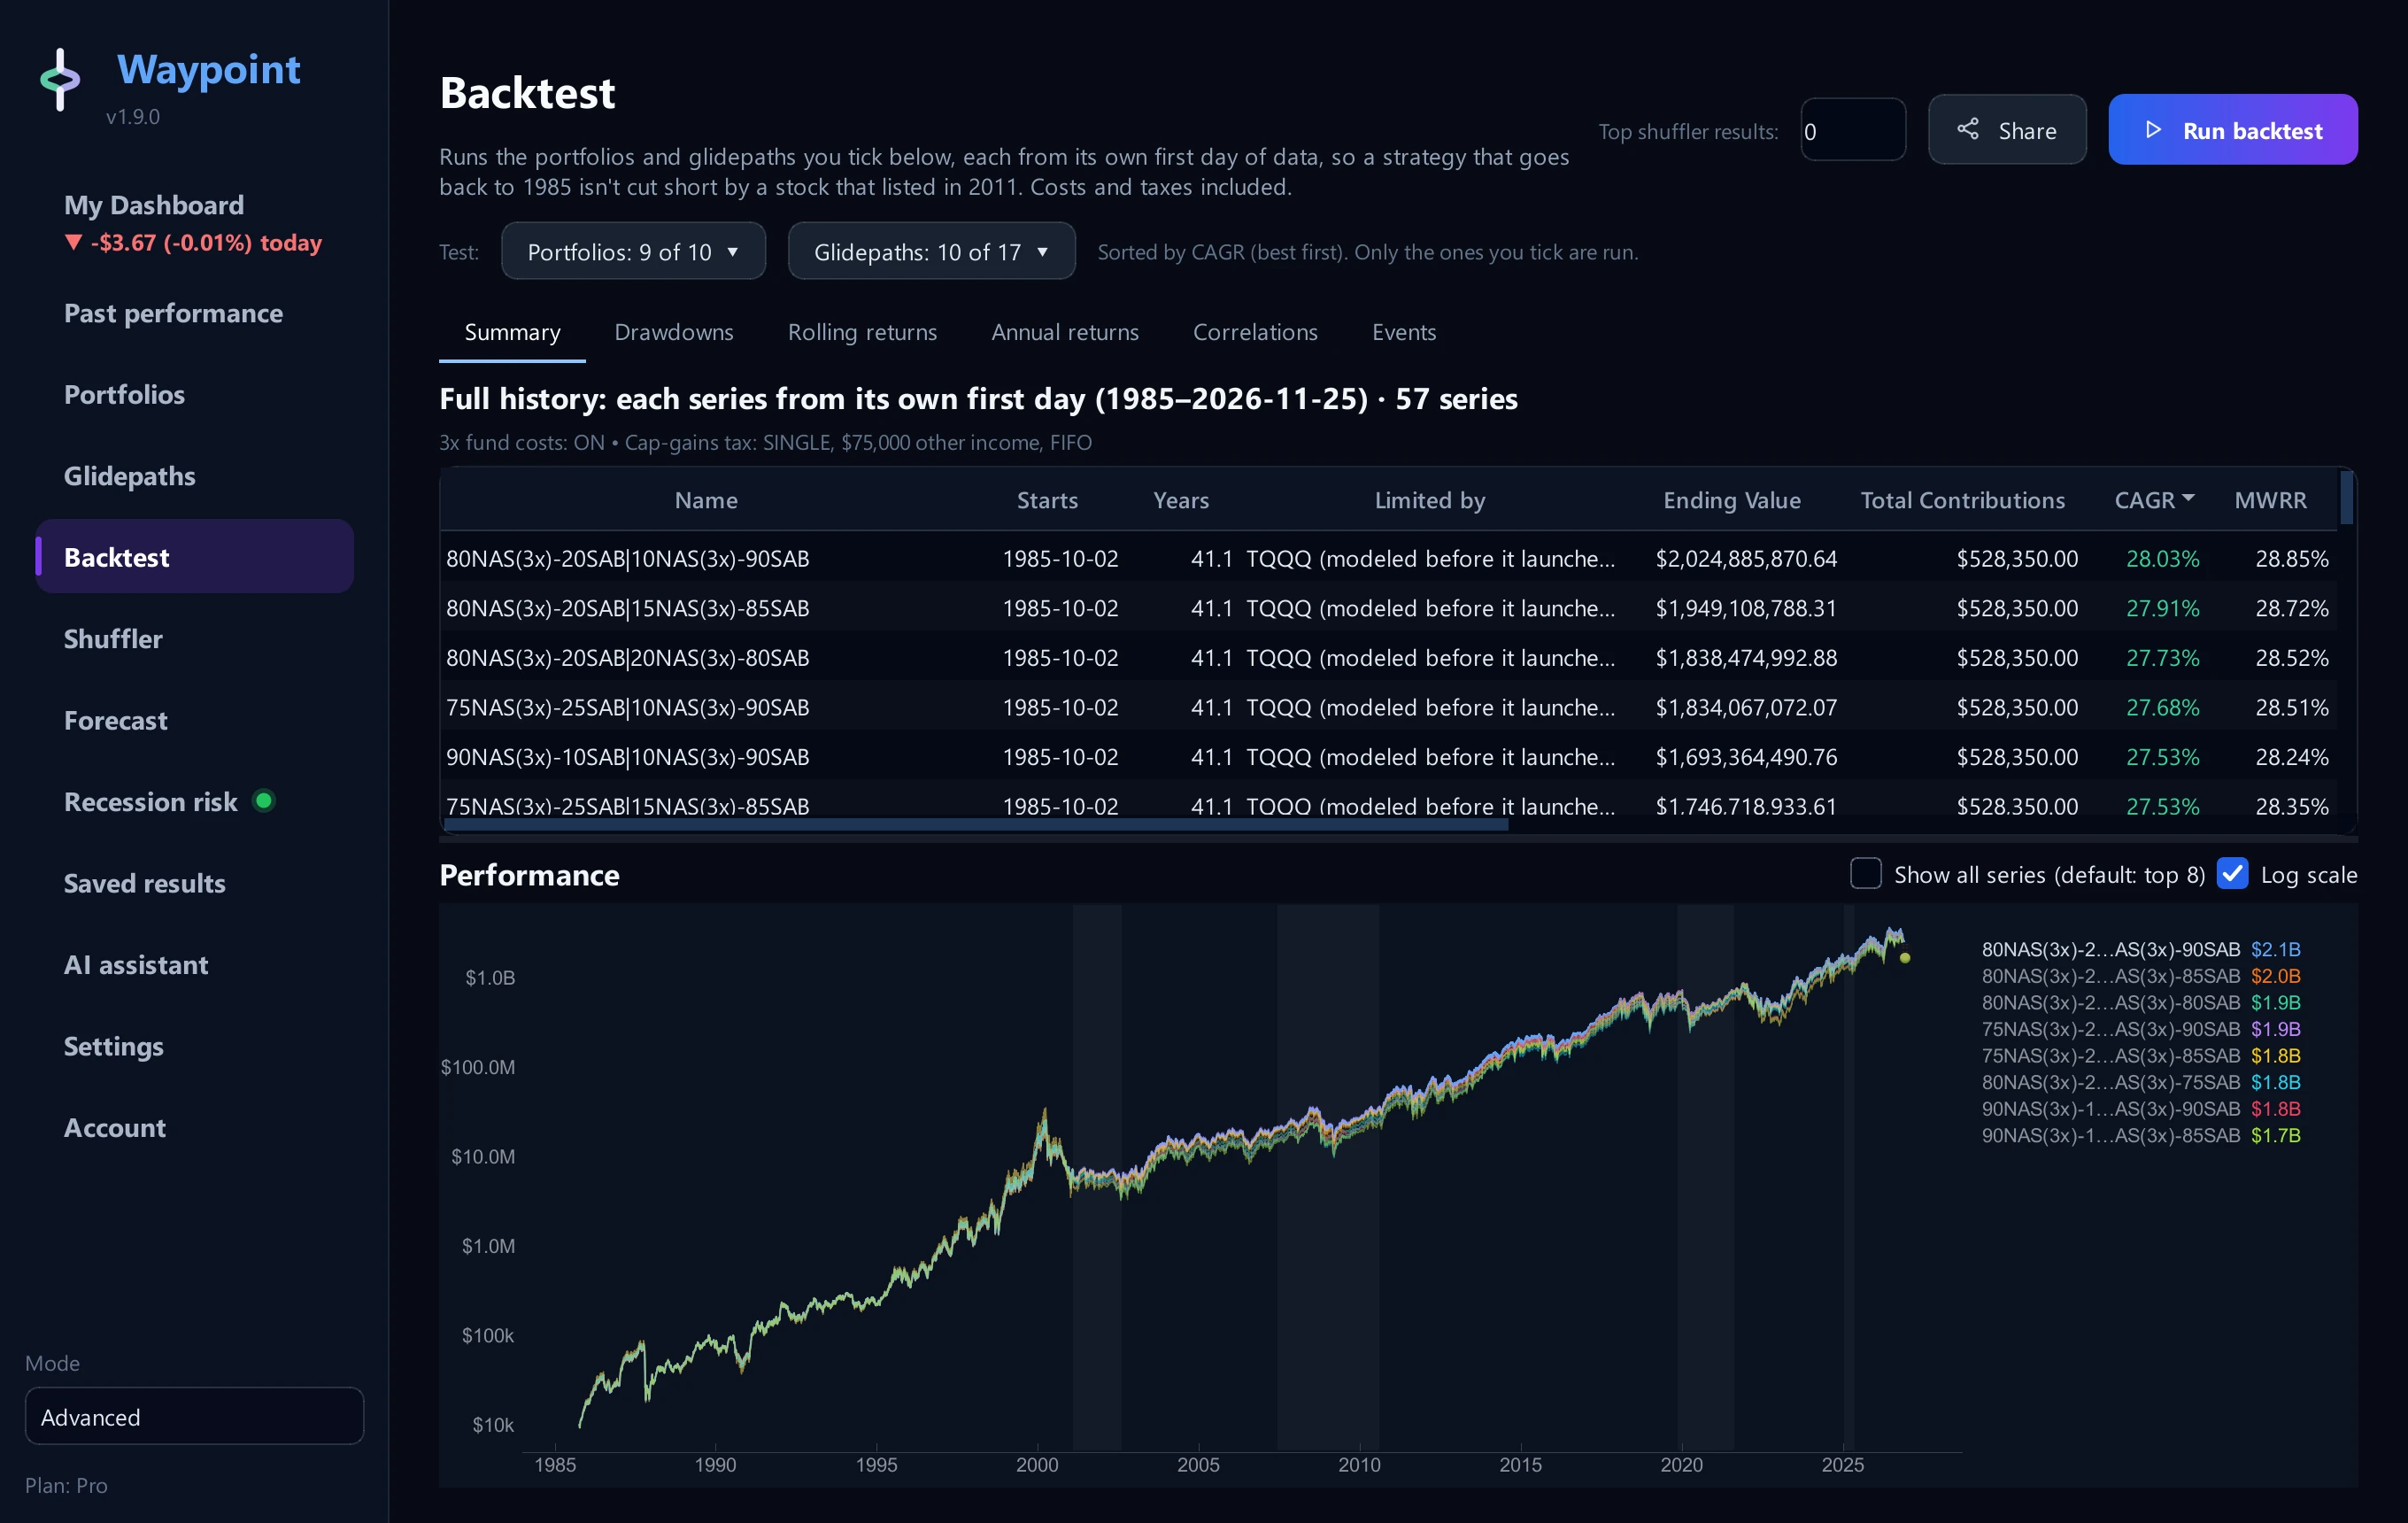 Waypoint
v1.9.0
My Dashboard
▼ -$3.67 (-0.01%) today
Past performance
Portfolios
Glidepaths
Backtest
Shuffler
Forecast
Recession risk
Saved results
AI assistant
Settings
Account
Mode
Advanced
Plan: Pro
Backtest
Runs the portfolios and glidepaths you tick below, each from its own first day of data, so a strategy that goes
back to 1985 isn't cut short by a stock that listed in 2011. Costs and taxes included.
Top shuffler results: 0 Share Run backtest
Test: Portfolios: 9 of 10 ▼ Glidepaths: 10 of 17 ▼ Sorted by CAGR (best first). Only the ones you tick are run.
Summary Drawdowns Rolling returns Annual returns Correlations Events
Full history: each series from its own first day (1985–2026-11-25) · 57 series
3x fund costs: ON • Cap-gains tax: SINGLE, $75,000 other income, FIFO
Name Starts Years Limited by Ending Value Total Contributions CAGR MWRR
80NAS(3x)-20SAB|10NAS(3x)-90SAB 1985-10-02 41.1 TQQQ (modeled before it launche... $2,024,885,870.64 $528,350.00 28.03% 28.85%
80NAS(3x)-20SAB|15NAS(3x)-85SAB 1985-10-02 41.1 TQQQ (modeled before it launche... $1,949,108,788.31 $528,350.00 27.91% 28.72%
80NAS(3x)-20SAB|20NAS(3x)-80SAB 1985-10-02 41.1 TQQQ (modeled before it launche... $1,838,474,992.88 $528,350.00 27.73% 28.52%
75NAS(3x)-25SAB|10NAS(3x)-90SAB 1985-10-02 41.1 TQQQ (modeled before it launche... $1,834,067,072.07 $528,350.00 27.68% 28.51%
90NAS(3x)-10SAB|10NAS(3x)-90SAB 1985-10-02 41.1 TQQQ (modeled before it launche... $1,693,364,490.76 $528,350.00 27.53% 28.24%
75NAS(3x)-25SAB|15NAS(3x)-85SAB 1985-10-02 41.1 TQQQ (modeled before it launche... $1,746,718,933.61 $528,350.00 27.53% 28.35%
Performance
Show all series (default: top 8) Log scale
$1.0B
$100.0M
$10.0M
$1.0M
$100k
$10k
1985 1990 1995 2000 2005 2010 2015 2020 2025
80NAS(3x)-2...AS(3x)-90SAB $2.1B
80NAS(3x)-2...AS(3x)-85SAB $2.0B
80NAS(3x)-2...AS(3x)-80SAB $1.9B
75NAS(3x)-2...AS(3x)-90SAB $1.9B
75NAS(3x)-2...AS(3x)-85SAB $1.8B
80NAS(3x)-2...AS(3x)-75SAB $1.8B
90NAS(3x)-1...AS(3x)-90SAB $1.8B
90NAS(3x)-1...AS(3x)-85SAB $1.7B